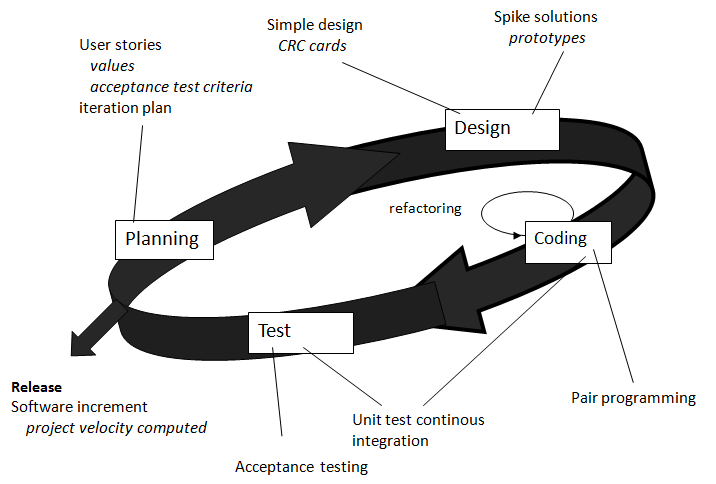 Simple design
CRC cards
Spike solutions
prototypes
User stories
values
acceptance test criteria
iteration plan
Design
refactoring
Planning
Coding
Test
Release
Software increment
project velocity computed
Unit test continous
integration
Pair programming
Acceptance testing